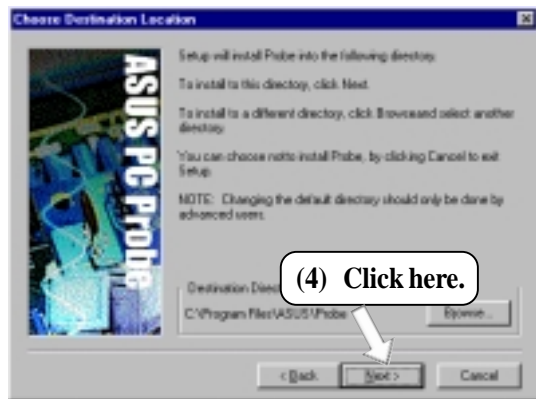 Choose Destination Location
ASUS PC Probe
Setup will install Probe into the following directory.
To install to this directory, click Next.
To install to a different directory, click Browse and select another
directory.
You can choose not to install Probe, by clicking Cancel to exit
Setup.
NOTE: Changing the default directory should only be done by
advanced users.
(4) Click here.
Destination
C:\Program Files\ASUS\Probe
Browse...
< Back
Next >
Cancel